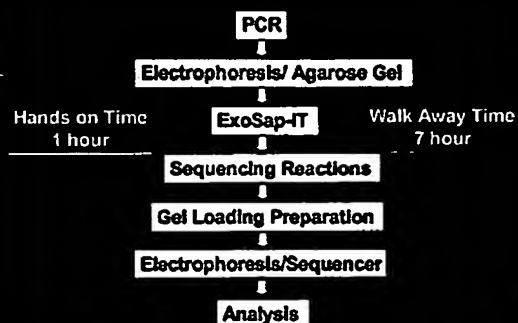 PCR
Electrophoresis/ Agarose Gel
Hands on Time
1 hour
ExoSap-IT
Walk Away Time
7 hour
Sequencing Reactions
Gel Loading Preparation
Electrophoresis/Sequencer
Analysis